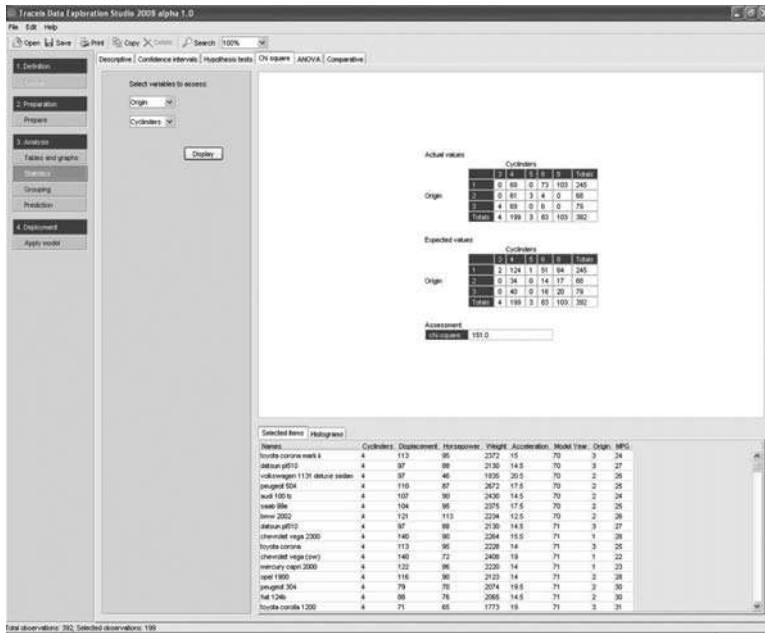 Traceis Data Exploration Studio 2009 alpha 1.0
File Edit Help
Open Save Print Copy Delete Search 100%
Descriptive Confidence intervals Hypothesis tests Chi square ANOVA Comparative
1. Definition
2. Preparation
Prepare
3. Analysis
Tables and graphs
Statistics
Grouping
Prediction
4. Deployment
Apply model
Select variables to assess:
Origin
Cyclinders
Display
Actual values
Cyclinders
3 4 5 6 8 Totals
1 0 69 0 73 103 245
Origin 2 0 61 3 4 0 68
3 4 69 0 6 0 79
Totals 4 199 3 83 103 392
Expected values
Cyclinders
3 4 5 6 8 Totals
1 2 124 1 51 64 245
Origin 2 0 34 0 14 17 68
3 0 40 0 16 20 79
Totals 4 199 3 83 103 392
Assessment
chi-square: 181.0
Selected items Histograms
Names Cyclinders Displacement Horsepower Weight Acceleration Model Year Origin MPG
toyota corona mark ii 4 113 95 2372 15 70 3 24
datsun pl510 4 97 88 2130 14.5 70 3 27
volkswagen 1131 deluxe sedan 4 97 46 1835 20.5 70 2 26
peugeot 504 4 110 87 2672 17.5 70 2 25
audi 100 ls 4 107 90 2430 14.5 70 2 24
saab 99e 4 104 95 2375 17.5 70 2 25
bmw 2002 4 121 113 2234 12.5 70 2 26
datsun pl510 4 97 88 2130 14.5 71 3 27
chevrolet vega 2300 4 140 90 2264 15.5 71 1 28
toyota corona 4 113 95 2228 14 71 3 25
chevrolet vega (sw) 4 140 72 2408 19 71 1 22
mercury capri 2000 4 122 86 2220 14 71 1 23
opel 1900 4 116 90 2123 14 71 2 28
peugeot 304 4 79 70 2074 19.5 71 2 30
fiat 124b 4 88 76 2065 14.5 71 2 30
toyota corolla 1200 4 71 65 1773 19 71 3 31
Total observations: 392, Selected observations: 199